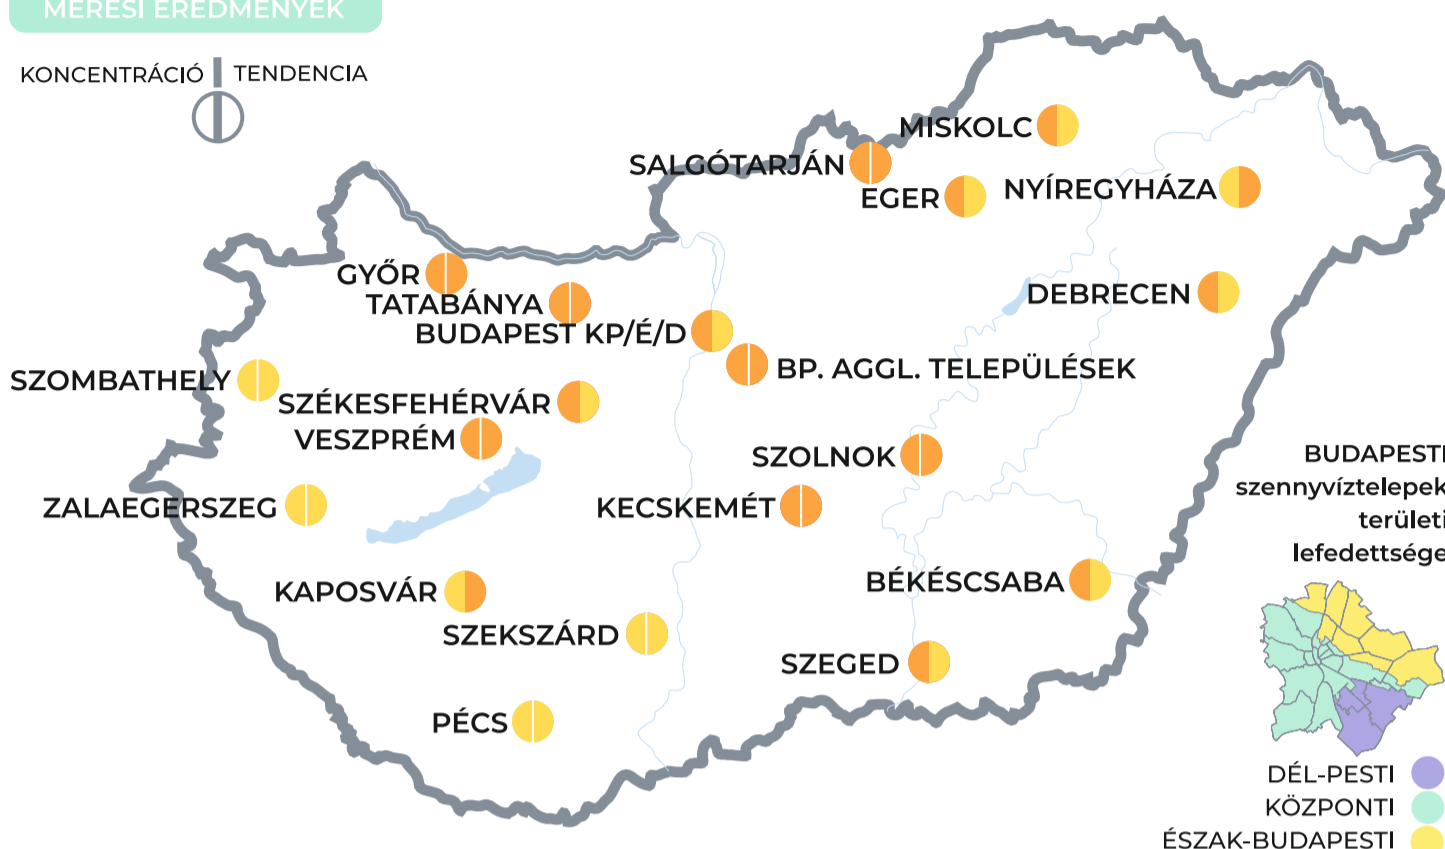 MÉRÉSI EREDMÉNYEK
KONCENTRÁCIÓ
TENDENCIA
MISKOLC
SALGÓTARJÁN
EGER
NYÍREGYHÁZA
GYŐR
TATABÁNYA
DEBRECEN
BUDAPEST KP/É/D
BP. AGGL. TELEPÜLÉSEK
SZOMBATHELY
SZÉKESFEHÉRVÁR
VESZPRÉM
SZOLNOK
ZALAEGERSZEG
KECSKEMÉT
BUDAPESTI
szennyvíztelepek
területi
lefedettsége
BÉKÉSCSABA
KAPOSVÁR
SZEKSZÁRD
SZEGED
PÉCS
DÉL-PESTI
KÖZPONTI
ÉSZAK-BUDAPESTI